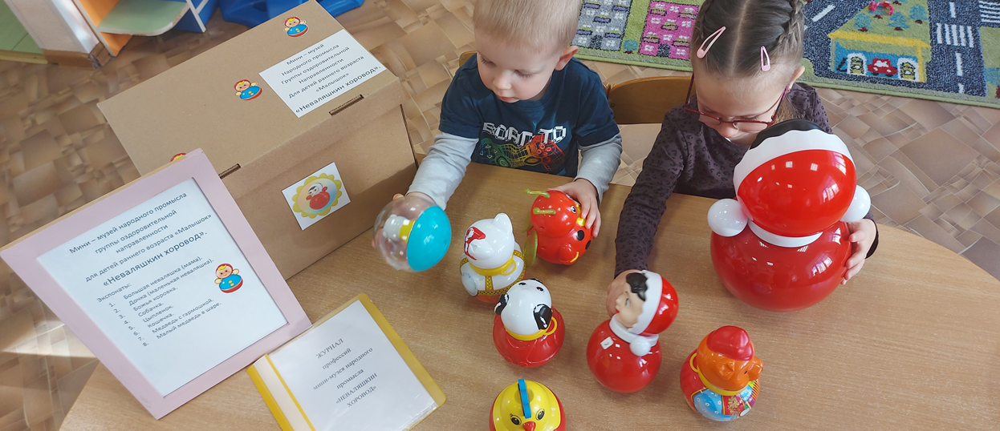 Мини – музей
Народного промысла
Группы оздоровительной
Направленности
Для детей раннего возраста
«Малышок»
«Неваляшкин хоровод».
BORN TO
Мини – музей народного промысла
группы оздоровительной
направленности
для детей раннего возраста «Малышок»
«Неваляшкин хоровод».
Экспонаты:
1. Большая неваляшка (мама).
2. Дочка (маленькая неваляшка).
3. Божья коровка.
4. Собачка.
5. Цыпленок.
6. Кошечка.
7. Медведь с гармошкой.
8. Малый медведь в шаре.
ЖУРНАЛ
профессий
мини-музея народного
промысла
«НЕВАЛЯШКИН
ХОРОВОД»